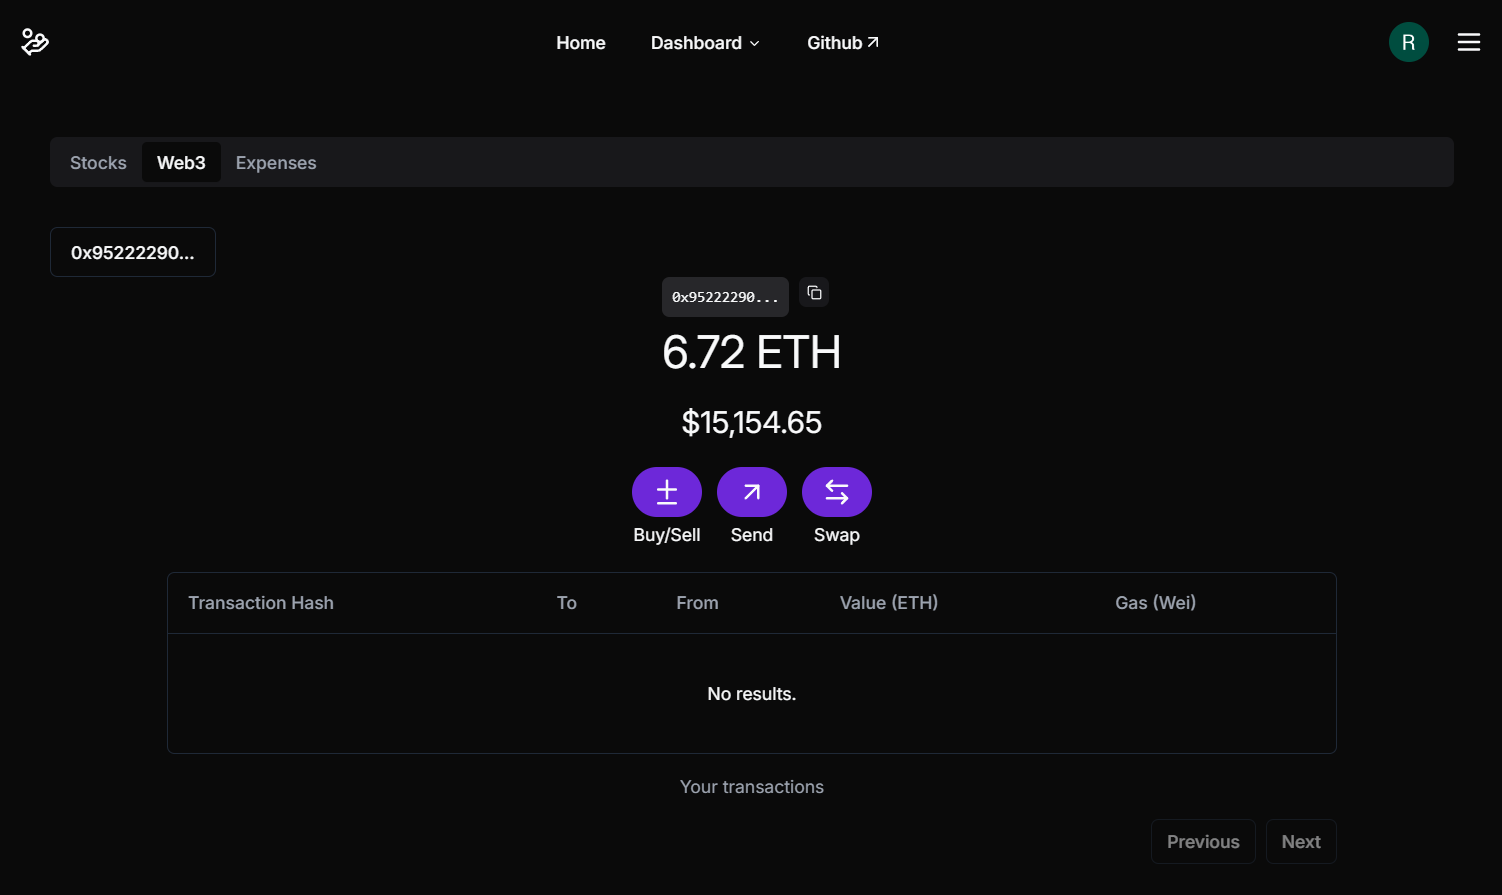 Home Dashboard Github R
Stocks Web3 Expenses
0x95222290...
0x95222290...
6.72 ETH
$15,154.65
Buy/Sell Send Swap
Transaction Hash To From Value (ETH) Gas (Wei)
No results.
Your transactions
Previous Next